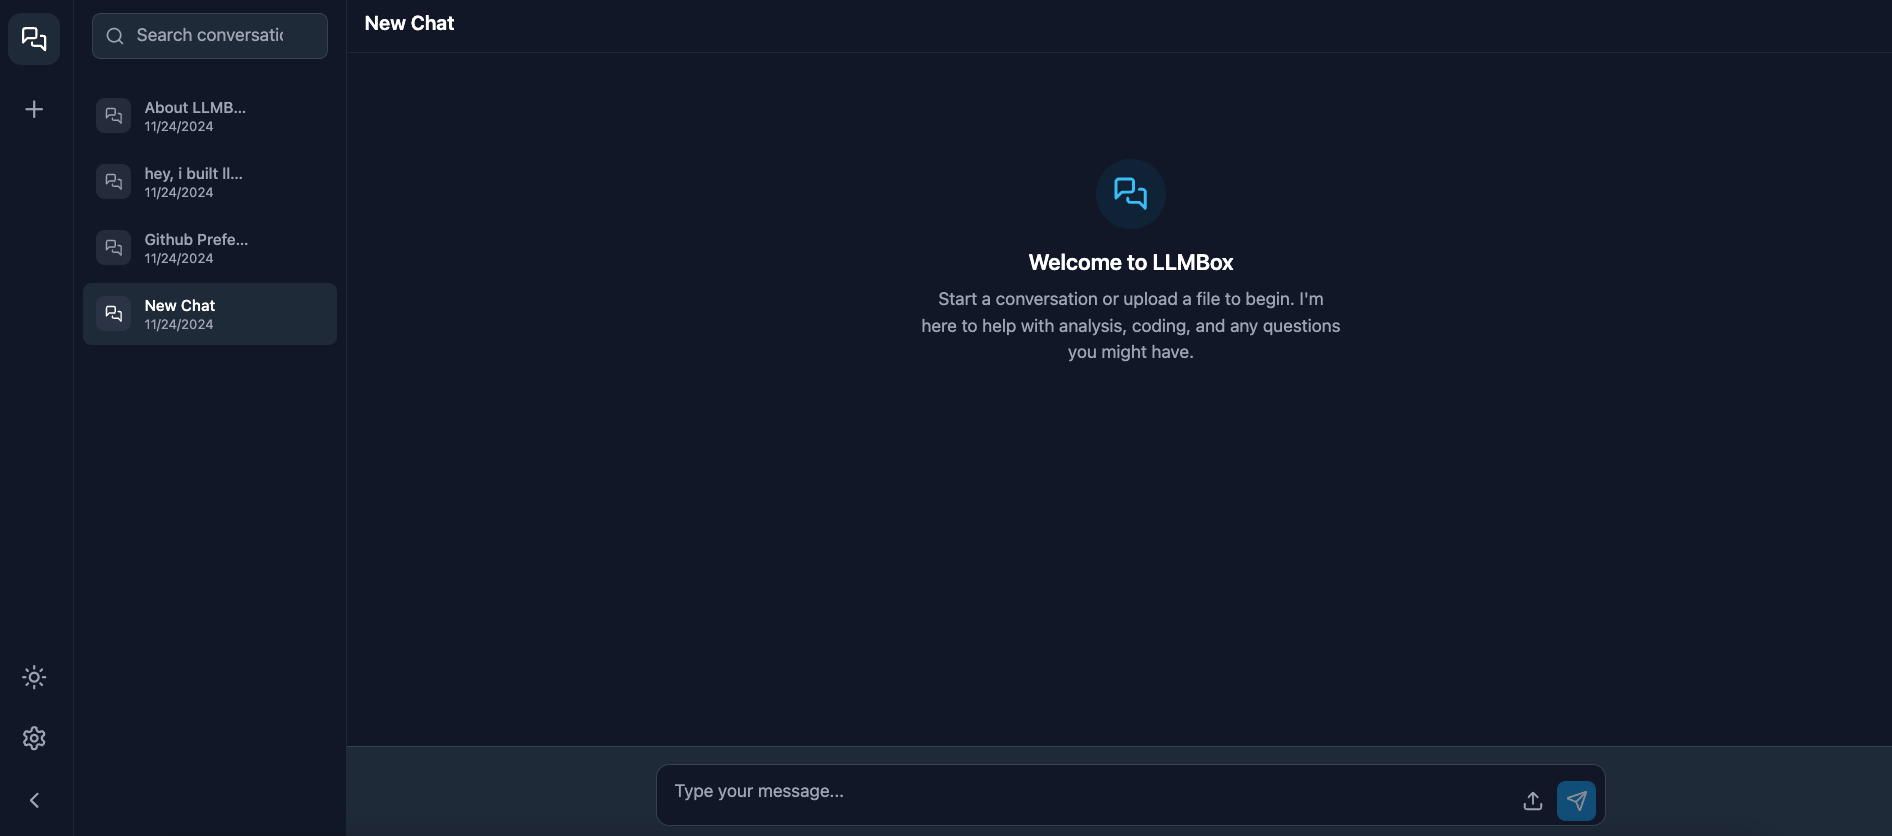 Search conversatio
About LLMB...
11/24/2024
hey, i built ll...
11/24/2024
Github Prefe...
11/24/2024
New Chat
11/24/2024
New Chat
Welcome to LLMBox
Start a conversation or upload a file to begin. I'm
here to help with analysis, coding, and any questions
you might have.
Type your message...